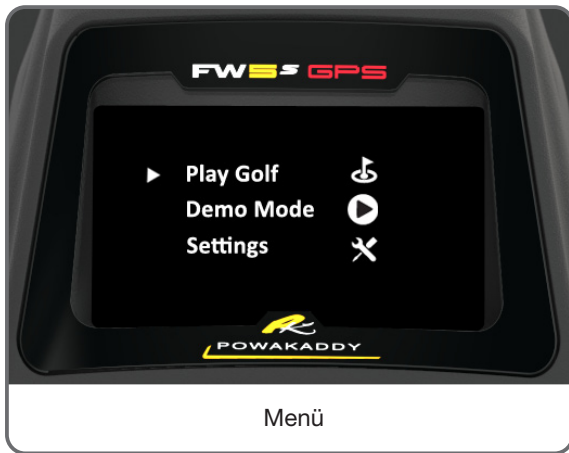 FW5s GPS
Play Golf
Demo Mode
Settings
POWAKADDY
Menü